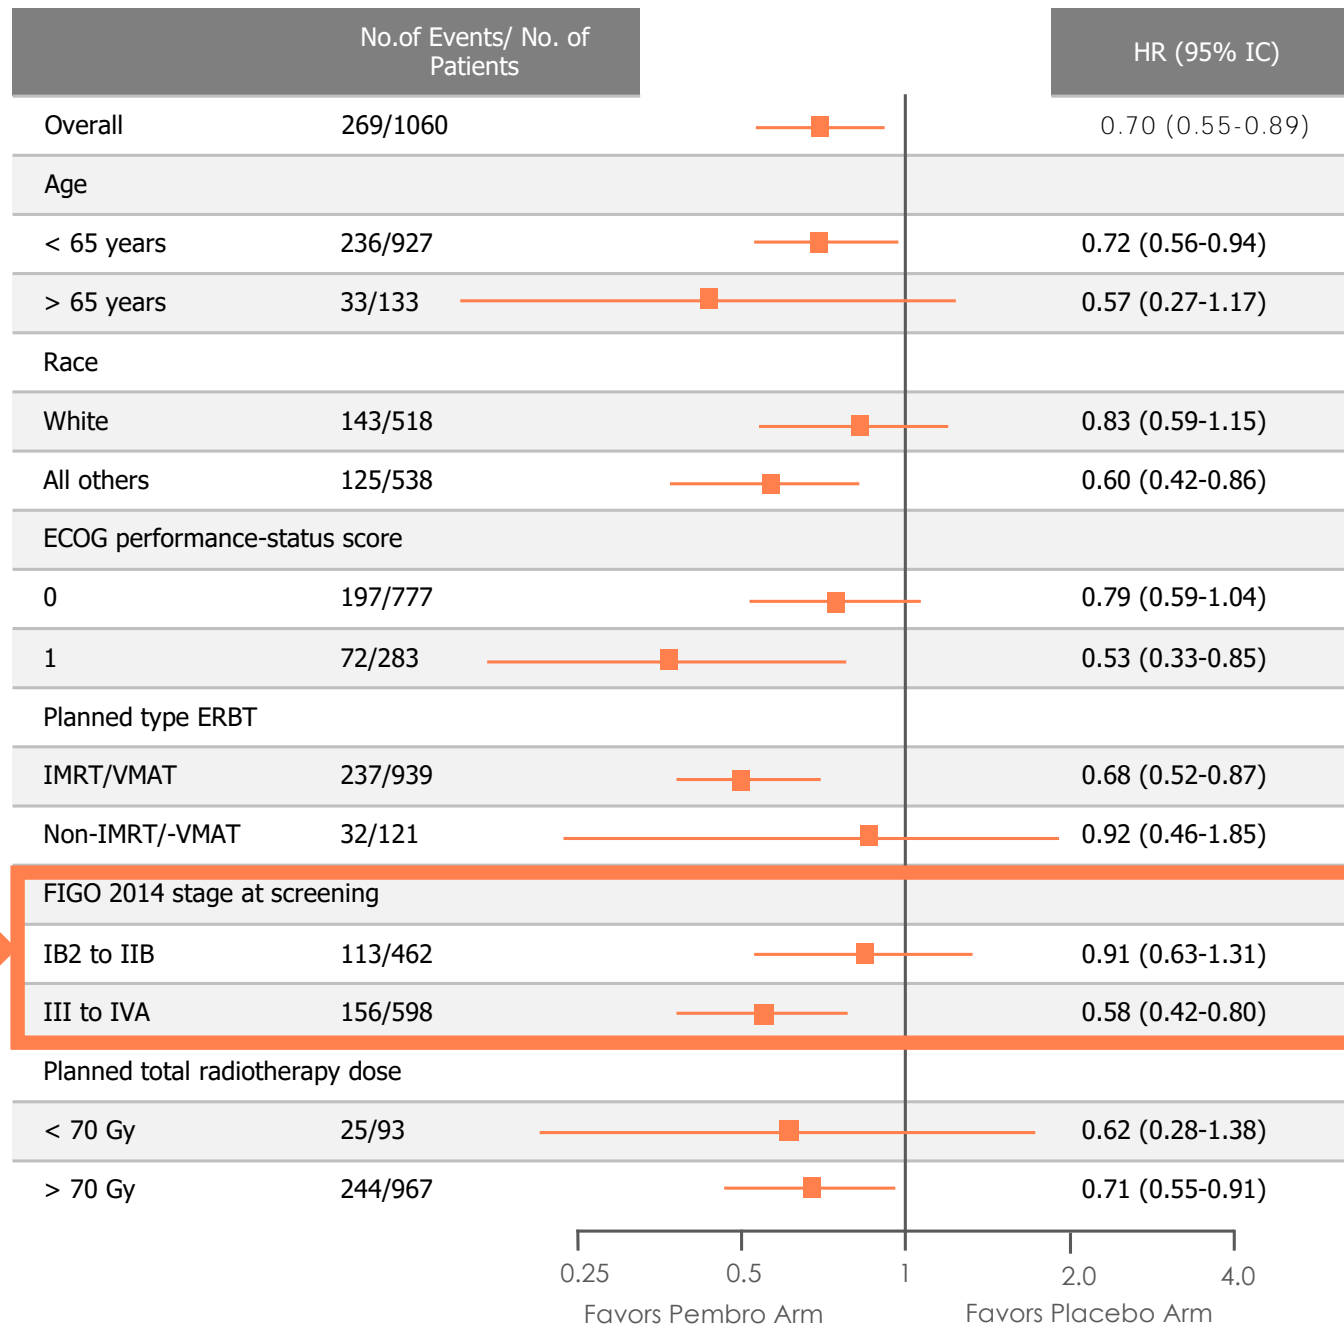 No.of Events/ No. of
Patients
HR (95% IC)
Overall 269/1060 0.70 (0.55-0.89)
Age
< 65 years 236/927 0.72 (0.56-0.94)
> 65 years 33/133 0.57 (0.27-1.17)
Race
White 143/518 0.83 (0.59-1.15)
All others 125/538 0.60 (0.42-0.86)
ECOG performance-status score
0 197/777 0.79 (0.59-1.04)
1 72/283 0.53 (0.33-0.85)
Planned type ERBT
IMRT/VMAT 237/939 0.68 (0.52-0.87)
Non-IMRT/-VMAT 32/121 0.92 (0.46-1.85)
FIGO 2014 stage at screening
IB2 to IIB 113/462 0.91 (0.63-1.31)
III to IVA 156/598 0.58 (0.42-0.80)
Planned total radiotherapy dose
< 70 Gy 25/93 0.62 (0.28-1.38)
> 70 Gy 244/967 0.71 (0.55-0.91)
0.25 0.5 1 2.0 4.0
Favors Pembro Arm Favors Placebo Arm